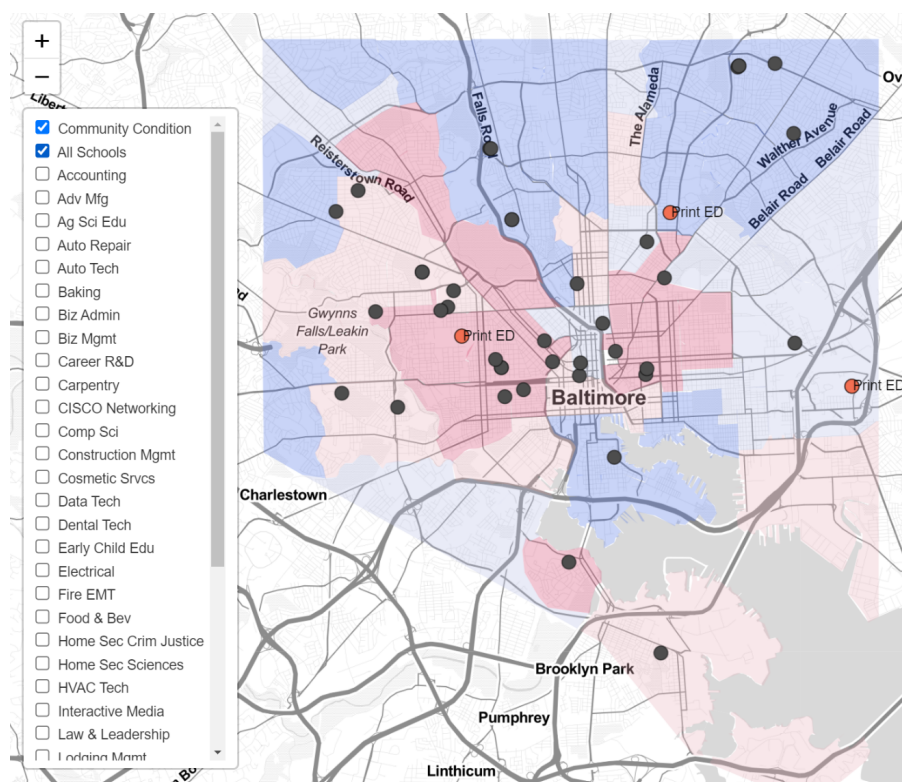 +
−
Community Condition
All Schools
Accounting
Adv Mfg
Ag Sci Edu
Auto Repair
Auto Tech
Baking
Biz Admin
Biz Mgmt
Career R&D
Carpentry
CISCO Networking
Comp Sci
Construction Mgmt
Cosmetic Srvcs
Data Tech
Dental Tech
Early Child Edu
Electrical
Fire EMT
Food & Bev
Home Sec Crim Justice
Home Sec Sciences
HVAC Tech
Interactive Media
Law & Leadership
Lodging Mgmt
Reisterstown Road
Falls Road
The Alameda
Walther Avenue
Belair Road
Belair Road
Print ED
Gwynns
Falls/Leakin
Park
Print ED
Print ED
Baltimore
Charlestown
Brooklyn Park
Pumphrey
Linthicum